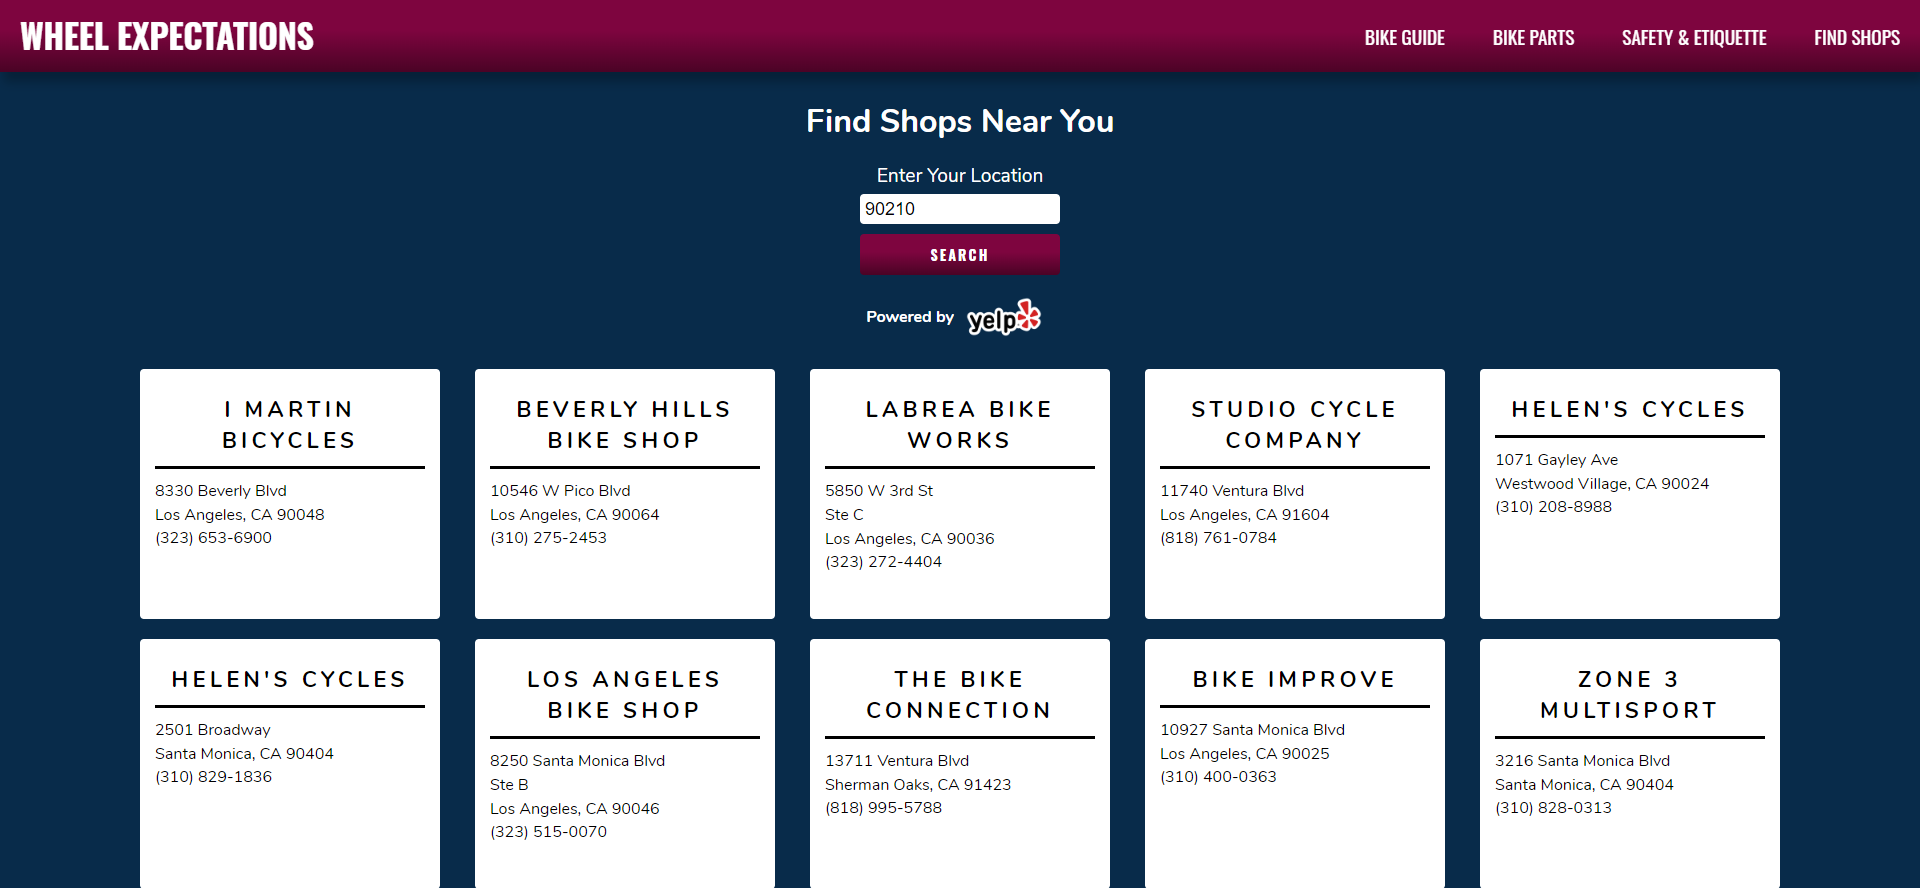 WHEEL EXPECTATIONS
BIKE GUIDE
BIKE PARTS
SAFETY & ETIQUETTE
FIND SHOPS
Find Shops Near You
Enter Your Location
90210
SEARCH
Powered by yelp
I MARTIN
BICYCLES
8330 Beverly Blvd
Los Angeles, CA 90048
(323) 653-6900
BEVERLY HILLS
BIKE SHOP
10546 W Pico Blvd
Los Angeles, CA 90064
(310) 275-2453
LABREA BIKE
WORKS
5850 W 3rd St
Ste C
Los Angeles, CA 90036
(323) 272-4404
STUDIO CYCLE
COMPANY
11740 Ventura Blvd
Los Angeles, CA 91604
(818) 761-0784
HELEN'S CYCLES
1071 Gayley Ave
Westwood Village, CA 90024
(310) 208-8988
HELEN'S CYCLES
2501 Broadway
Santa Monica, CA 90404
(310) 829-1836
LOS ANGELES
BIKE SHOP
8250 Santa Monica Blvd
Ste B
Los Angeles, CA 90046
(323) 515-0070
THE BIKE
CONNECTION
13711 Ventura Blvd
Sherman Oaks, CA 91423
(818) 995-5788
BIKE IMPROVE
10927 Santa Monica Blvd
Los Angeles, CA 90025
(310) 400-0363
ZONE 3
MULTISPORT
3216 Santa Monica Blvd
Santa Monica, CA 90404
(310) 828-0313